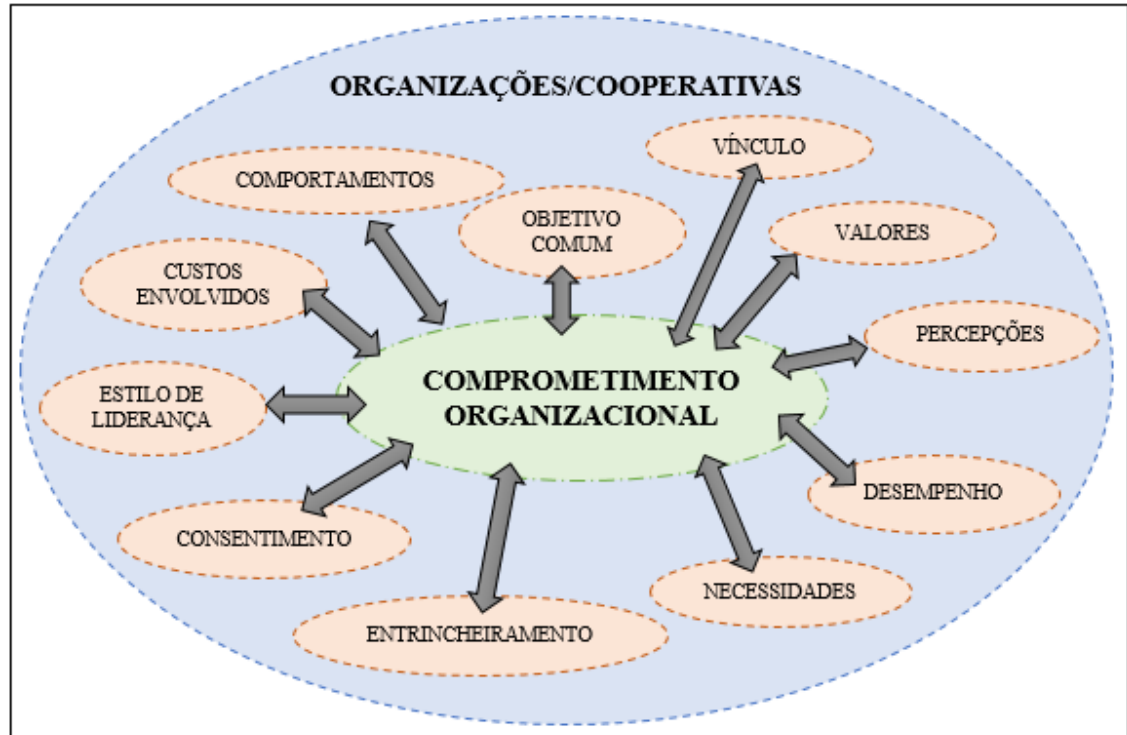 ORGANIZAÇÕES/COOPERATIVAS
VÍNCULO
COMPORTAMENTOS
OBJETIVO
COMUM
VALORES
CUSTOS
ENVOLVIDOS
PERCEPÇÕES
COMPROMETIMENTO
ORGANIZACIONAL
ESTILO DE
LIDERANÇA
DESEMPENHO
CONSENTIMENTO
NECESSIDADES
ENTRINCHEIRAMENTO